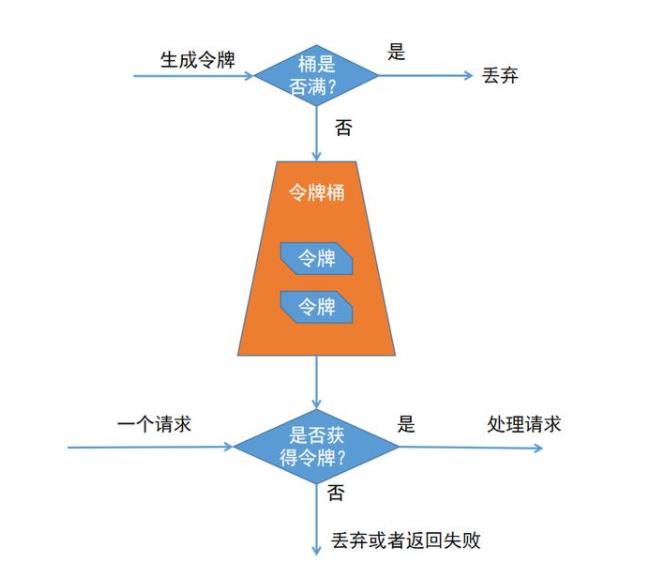 生成令牌
桶是
否满？
是
丢弃
否
令牌桶
令牌
令牌
一个请求
是否获
得令牌？
是
处理请求
否
丢弃或者返回失败